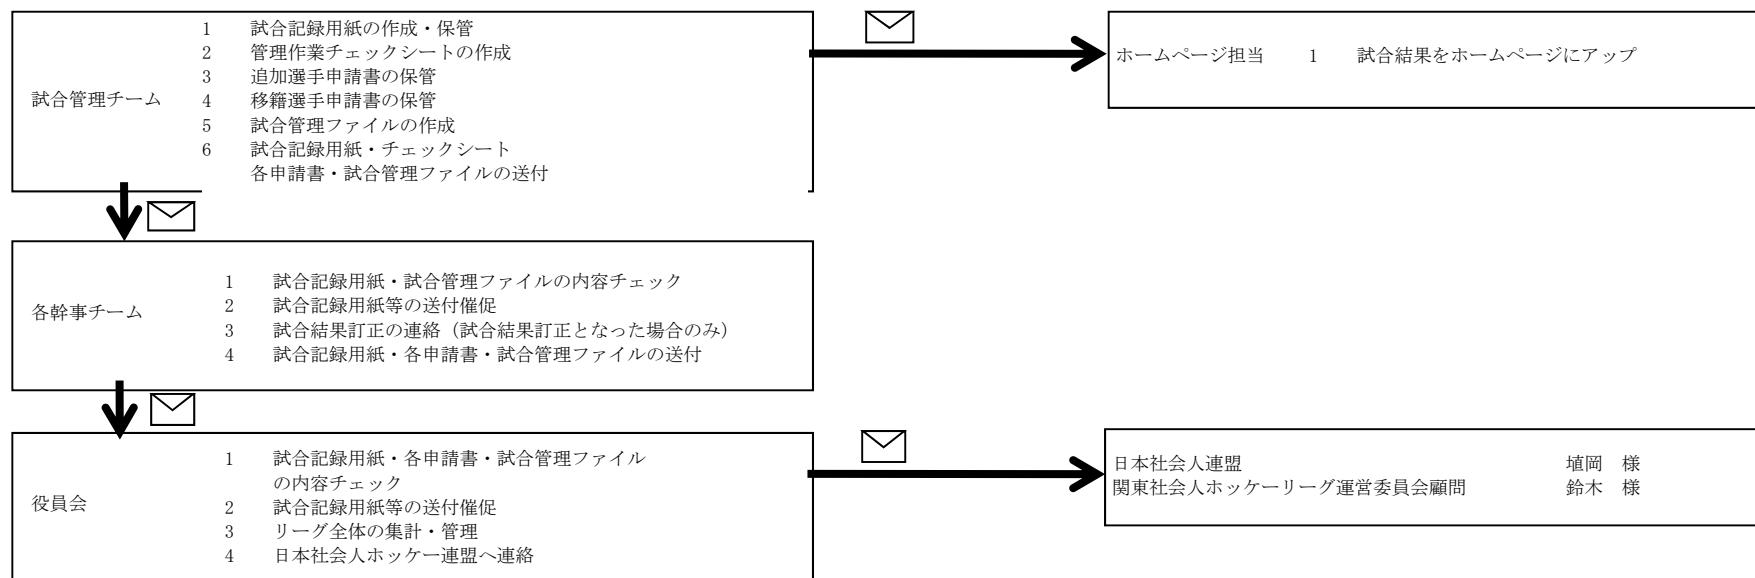 1 試合記録用紙の作成・保管
2 管理作業チェックシートの作成
3 追加選手申請書の保管
試合管理チーム 4 移籍選手申請書の保管
5 試合管理ファイルの作成
6 試合記録用紙・チェックシート
各申請書・試合管理ファイルの送付
ホームページ担当 1 試合結果をホームページにアップ
1 試合記録用紙・試合管理ファイルの内容チェック
2 試合記録用紙等の送付催促
各幹事チーム
3 試合結果訂正の連絡（試合結果訂正となった場合のみ）
4 試合記録用紙・各申請書・試合管理ファイルの送付
1 試合記録用紙・各申請書・試合管理ファイル
の内容チェック
役員会
2 試合記録用紙等の送付催促
3 リーグ全体の集計・管理
4 日本社会人ホッケー連盟へ連絡
日本社会人連盟 埴岡 様
関東社会人ホッケーリーグ運営委員会顧問 鈴木 様